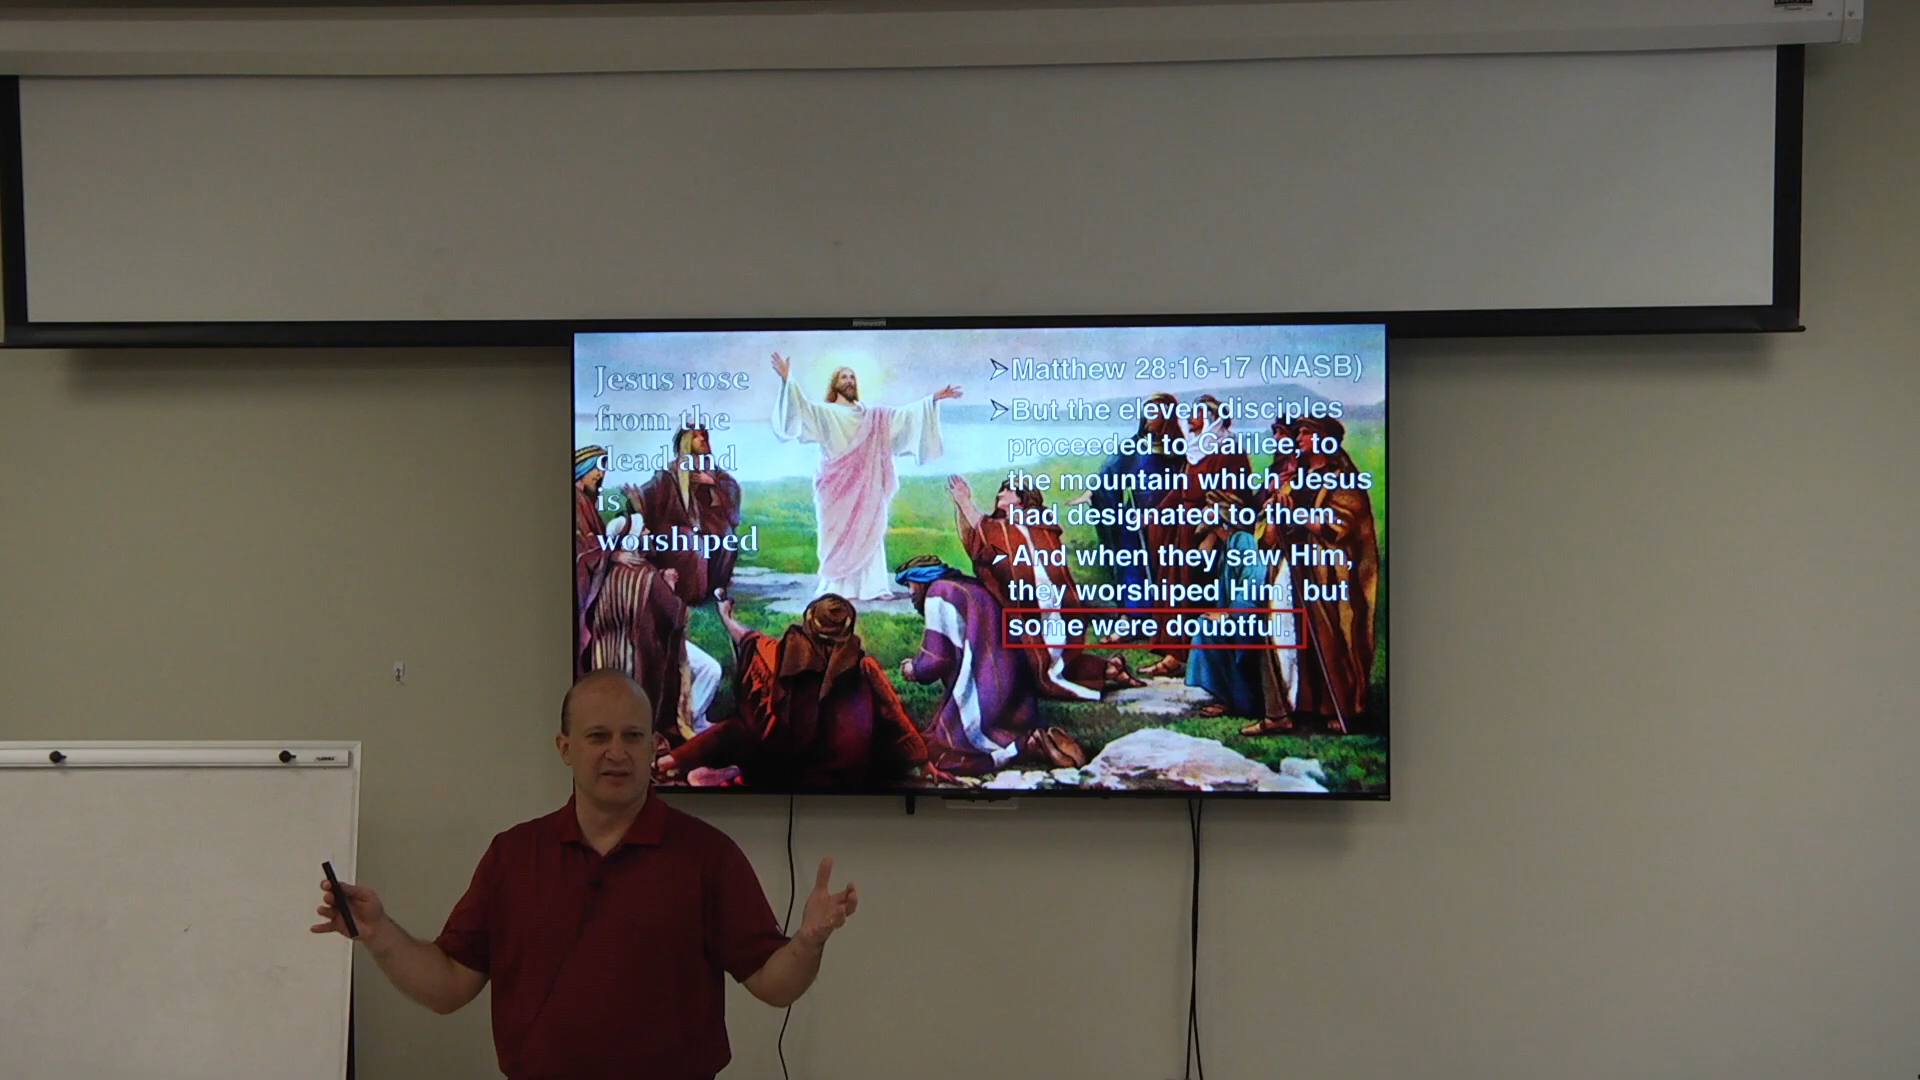 Jesus rose
from the
dead and
is
worshiped
➢Matthew 28:16-17 (NASB)
➢But the eleven disciples
proceeded to Galilee, to
the mountain which Jesus
had designated to them.
➢And when they saw Him,
they worshiped Him; but
some were doubtful.